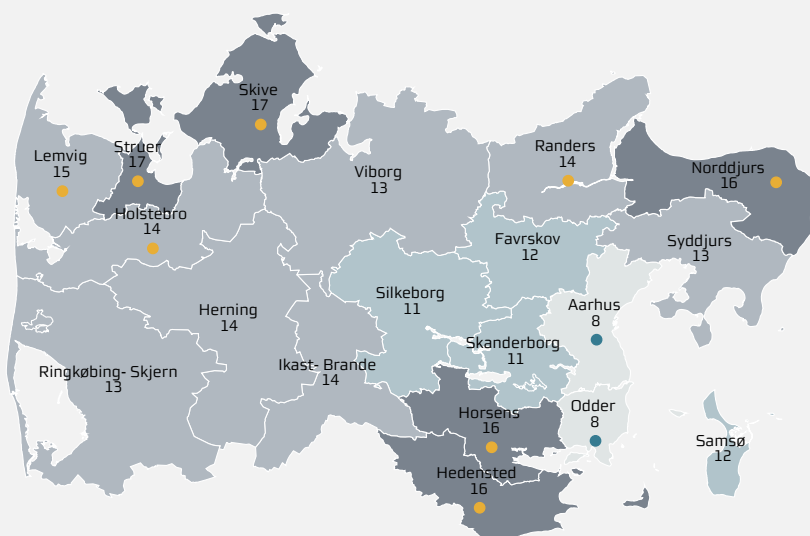 Skive
17
Struer
17
Lemvig
15
Holstebro
14
Viborg
13
Randers
14
Norddjurs
16
Favrskov
12
Syddjurs
13
Silkeborg
11
Herning
14
Aarhus
8
Skanderborg
11
Ikast- Brande
14
Ringkøbing- Skjern
13
Horsens
16
Odder
8
Samsø
12
Hedensted
16